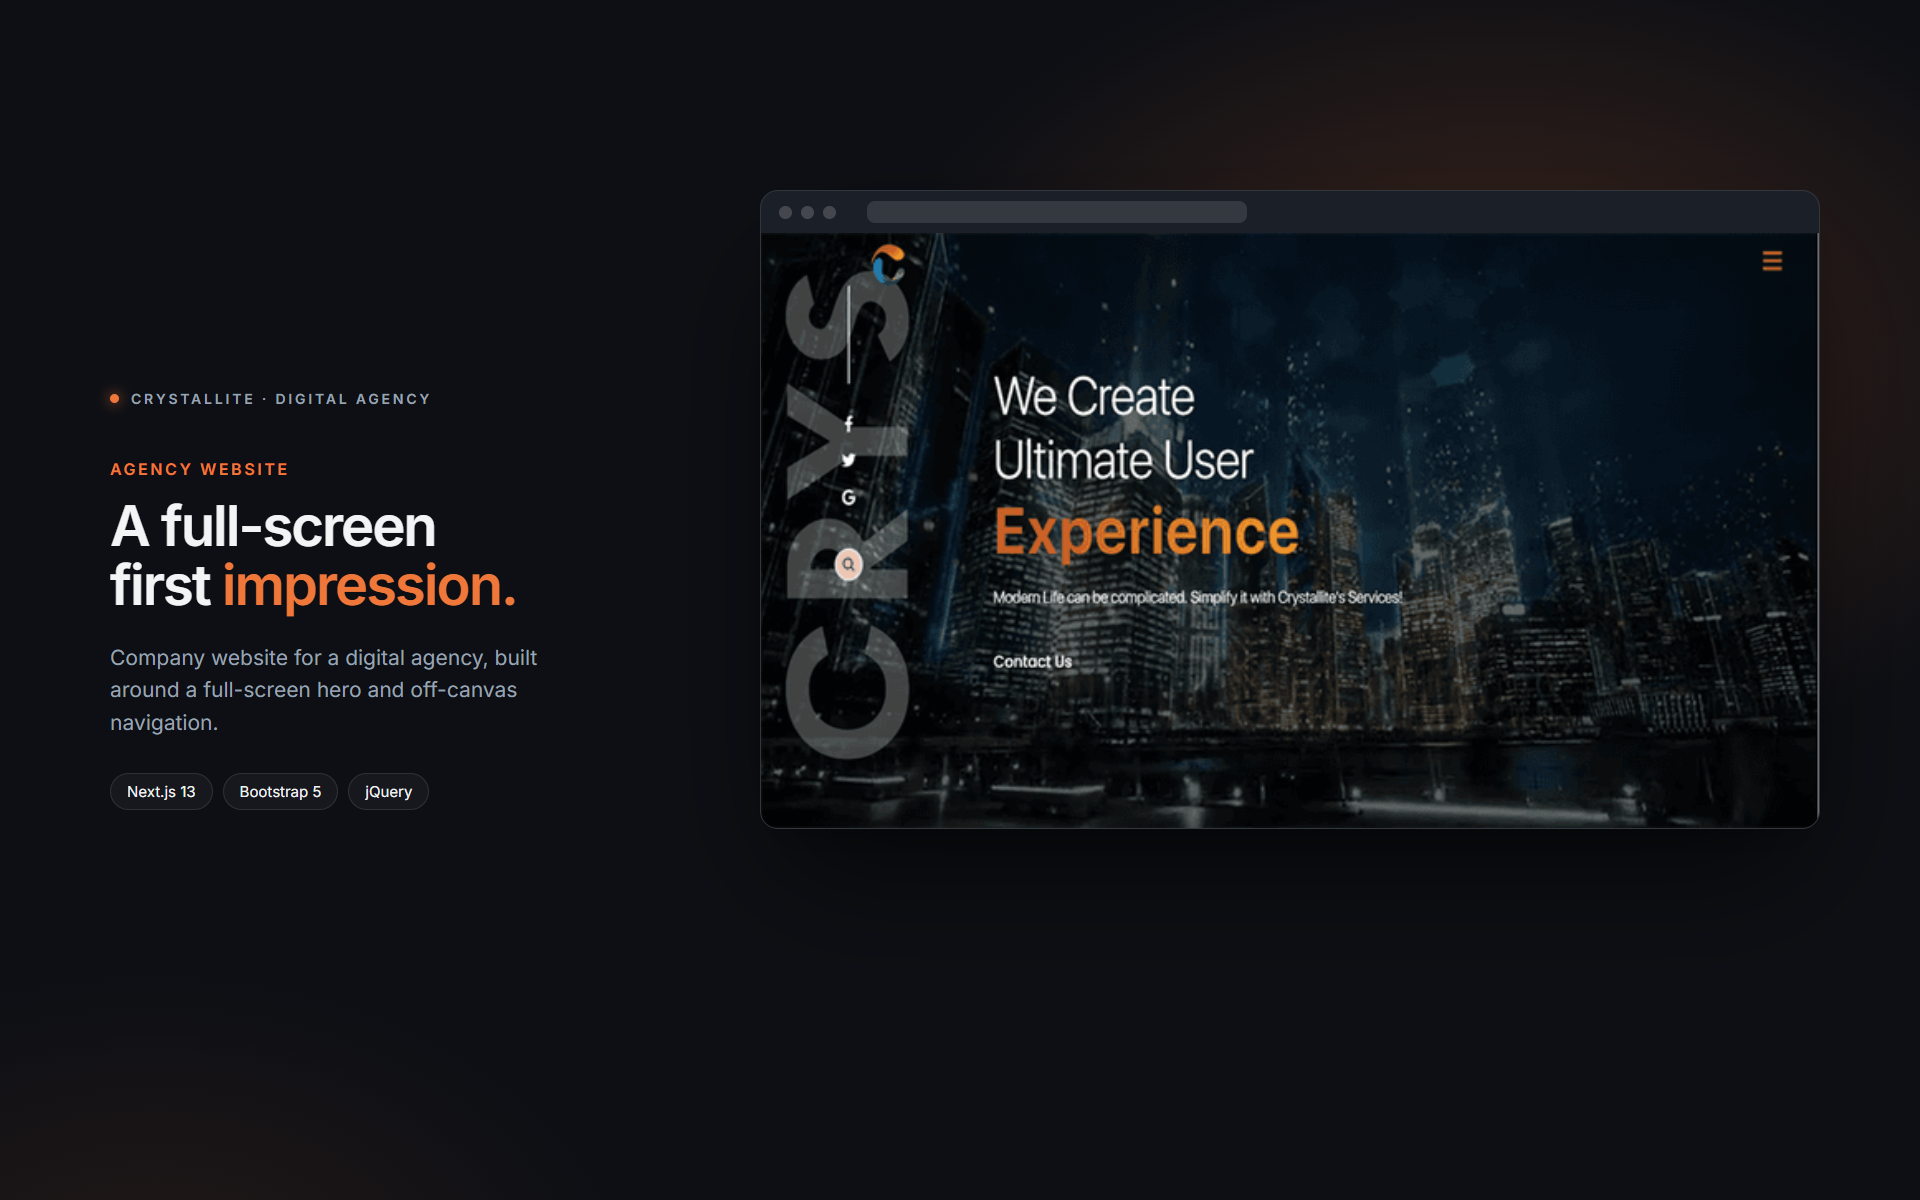 CRYSTALLITE · DIGITAL AGENCY
AGENCY WEBSITE
A full-screen
first impression.
Company website for a digital agency, built
around a full-screen hero and off-canvas
navigation.
Next.js 13
Bootstrap 5
jQuery
CRYS
We Create
Ultimate User
Experience
Modern Life can be complicated. Simplify it with Crystallite's Services!
Contact Us